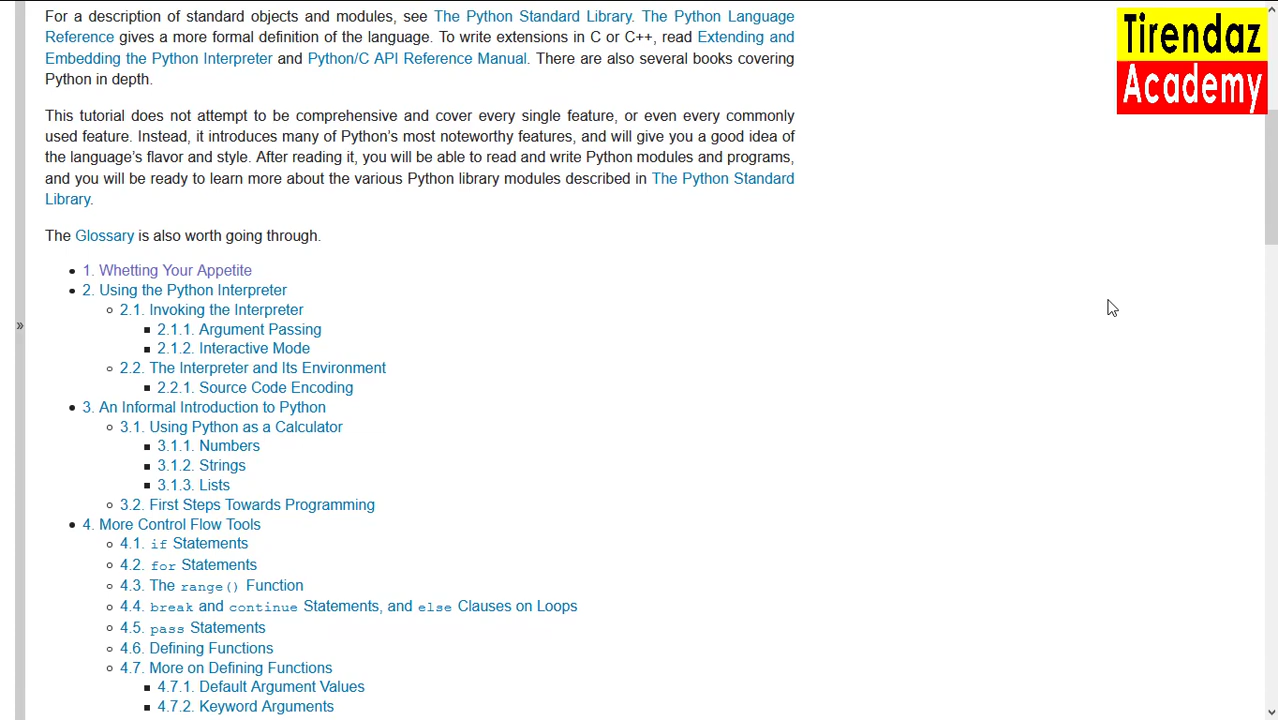 For a description of standard objects and modules, see The Python Standard Library. The Python Language
Reference gives a more formal definition of the language. To write extensions in C or C++, read Extending and
Embedding the Python Interpreter and Python/C API Reference Manual. There are also several books covering
Python in depth.
This tutorial does not attempt to be comprehensive and cover every single feature, or even every commonly
used feature. Instead, it introduces many of Python's most noteworthy features, and will give you a good idea of
the language's flavor and style. After reading it, you will be able to read and write Python modules and programs,
and you will be ready to learn more about the various Python library modules described in The Python Standard
Library.
The Glossary is also worth going through.
• 1. Whetting Your Appetite
• 2. Using the Python Interpreter
◦ 2.1. Invoking the Interpreter
▪ 2.1.1. Argument Passing
▪ 2.1.2. Interactive Mode
◦ 2.2. The Interpreter and Its Environment
▪ 2.2.1. Source Code Encoding
• 3. An Informal Introduction to Python
◦ 3.1. Using Python as a Calculator
▪ 3.1.1. Numbers
▪ 3.1.2. Strings
▪ 3.1.3. Lists
◦ 3.2. First Steps Towards Programming
• 4. More Control Flow Tools
◦ 4.1. if Statements
◦ 4.2. for Statements
◦ 4.3. The range() Function
◦ 4.4. break and continue Statements, and else Clauses on Loops
◦ 4.5. pass Statements
◦ 4.6. Defining Functions
◦ 4.7. More on Defining Functions
▪ 4.7.1. Default Argument Values
▪ 4.7.2. Keyword Arguments
»
Tirendaz
Academy